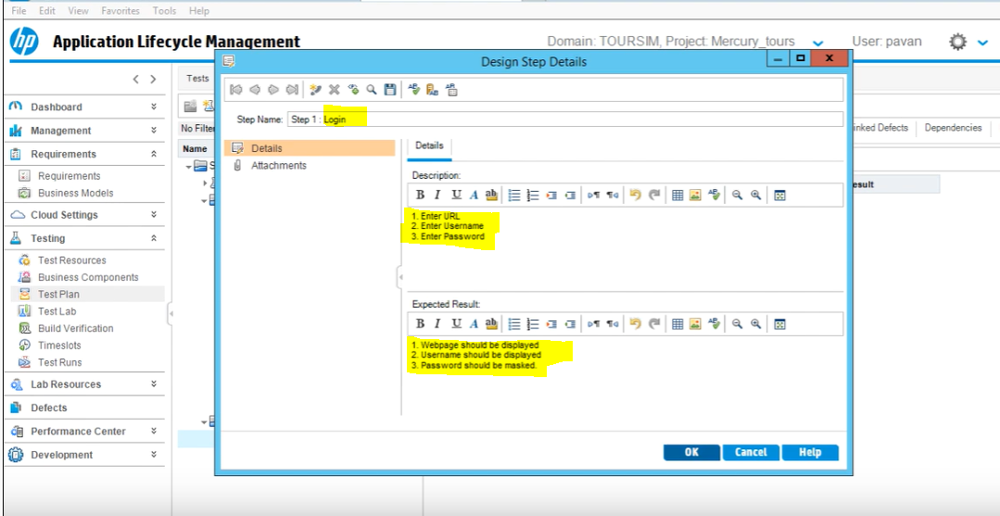 File Edit View Favorites Tools Help
hp Application Lifecycle Management
Domain: TOURSIM, Project: Mercury_tours
User: pavan
Design Step Details
Tests
Dashboard
Management
Requirements
Requirements
Business Models
Cloud Settings
Testing
Test Resources
Business Components
Test Plan
Test Lab
Build Verification
Timeslots
Test Runs
Lab Resources
Defects
Performance Center
Development
No Filter
Name
S
Step Name: Step 1 : Login
Details
Attachments
Details
Description:
B I U A ab
1. Enter URL
2. Enter Username
3. Enter Password
Expected Result:
B I U A ab
1. Webpage should be displayed
2. Username should be displayed
3. Password should be masked.
OK Cancel Help
inked Defects Dependencies
esult